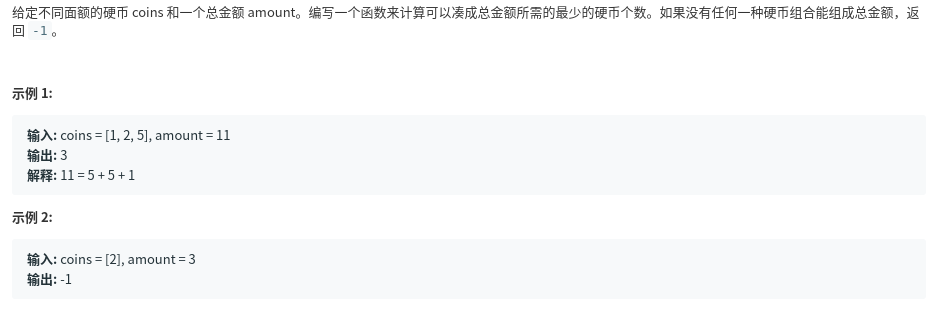 给定不同面额的硬币 coins 和一个总金额 amount。编写一个函数来计算可以凑成总金额所需的最少的硬币个数。如果没有任何一种硬币组合能组成总金额，返
回 -1 。
示例 1:
输入: coins = [1, 2, 5], amount = 11
输出: 3
解释: 11 = 5 + 5 + 1
示例 2:
输入: coins = [2], amount = 3
输出: -1